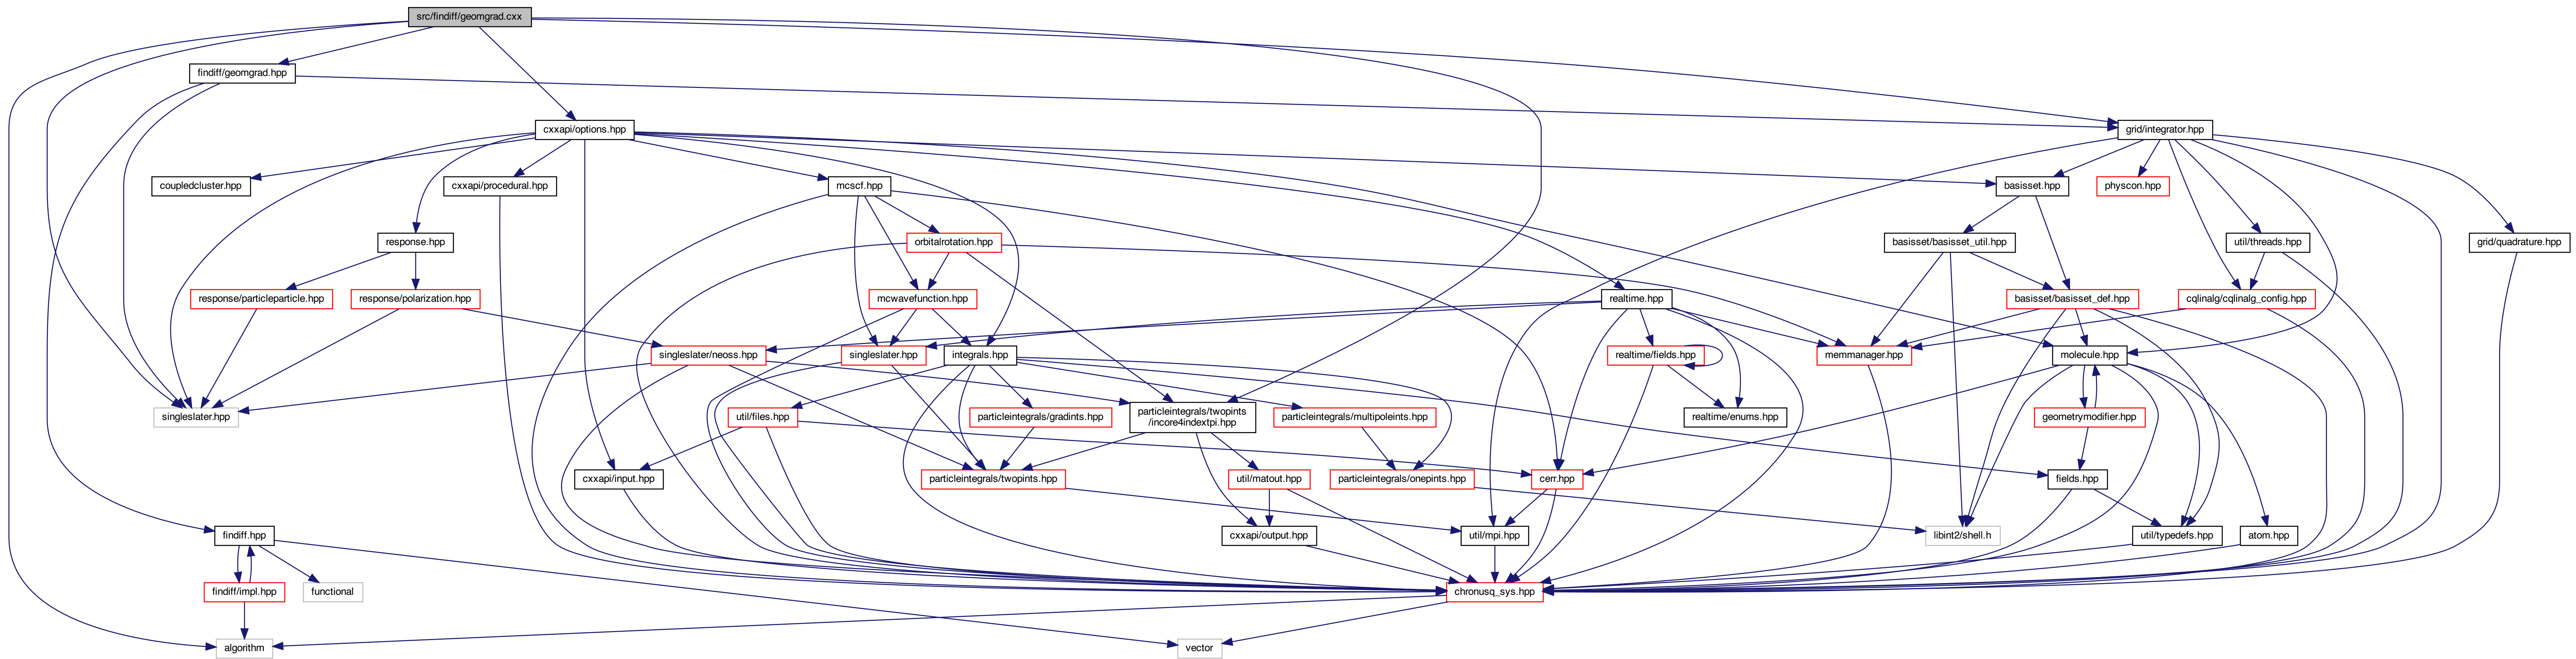 src/findiff/geomgrad.cxx
findiff/geomgrad.hpp
cxxapi/options.hpp
grid/integrator.hpp
coupledcluster.hpp
cxxapi/procedural.hpp
mcscf.hpp
basisset.hpp
physcon.hpp
response.hpp
orbitalrotation.hpp
basisset/basisset_util.hpp
util/threads.hpp
grid/quadrature.hpp
response/particleparticle.hpp
response/polarization.hpp
mcwavefunction.hpp
realtime.hpp
basisset/basisset_def.hpp
cqlinalg/cqlinalg_config.hpp
singleslater/neoss.hpp
singleslater.hpp
integrals.hpp
realtime/fields.hpp
memmanager.hpp
molecule.hpp
singleslater.hpp
util/files.hpp
particleintegrals/gradints.hpp
particleintegrals/twopints
/incore4indextpi.hpp
particleintegrals/multipoleints.hpp
realtime/enums.hpp
geometrymodifier.hpp
cxxapi/input.hpp
particleintegrals/twopints.hpp
util/matout.hpp
particleintegrals/onepints.hpp
cerr.hpp
fields.hpp
findiff.hpp
cxxapi/output.hpp
util/mpi.hpp
libint2/shell.h
util/typedefs.hpp
atom.hpp
findiff/impl.hpp
functional
chronusq_sys.hpp
algorithm
vector